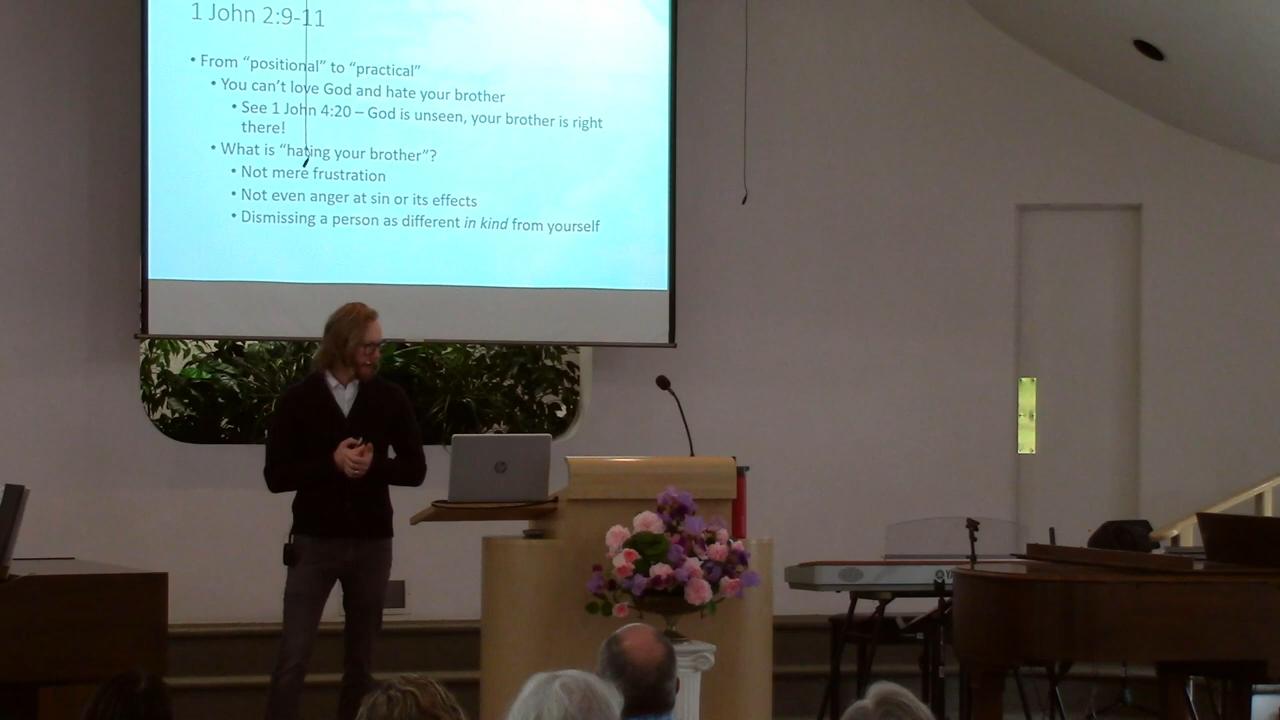 1 John 2:9-11
• From “positional” to “practical”
• You can’t love God and hate your brother
• See 1 John 4:20 – God is unseen, your brother is right
there!
• What is “hating your brother”?
• Not mere frustration
• Not even anger at sin or its effects
• Dismissing a person as different in kind from yourself
hp